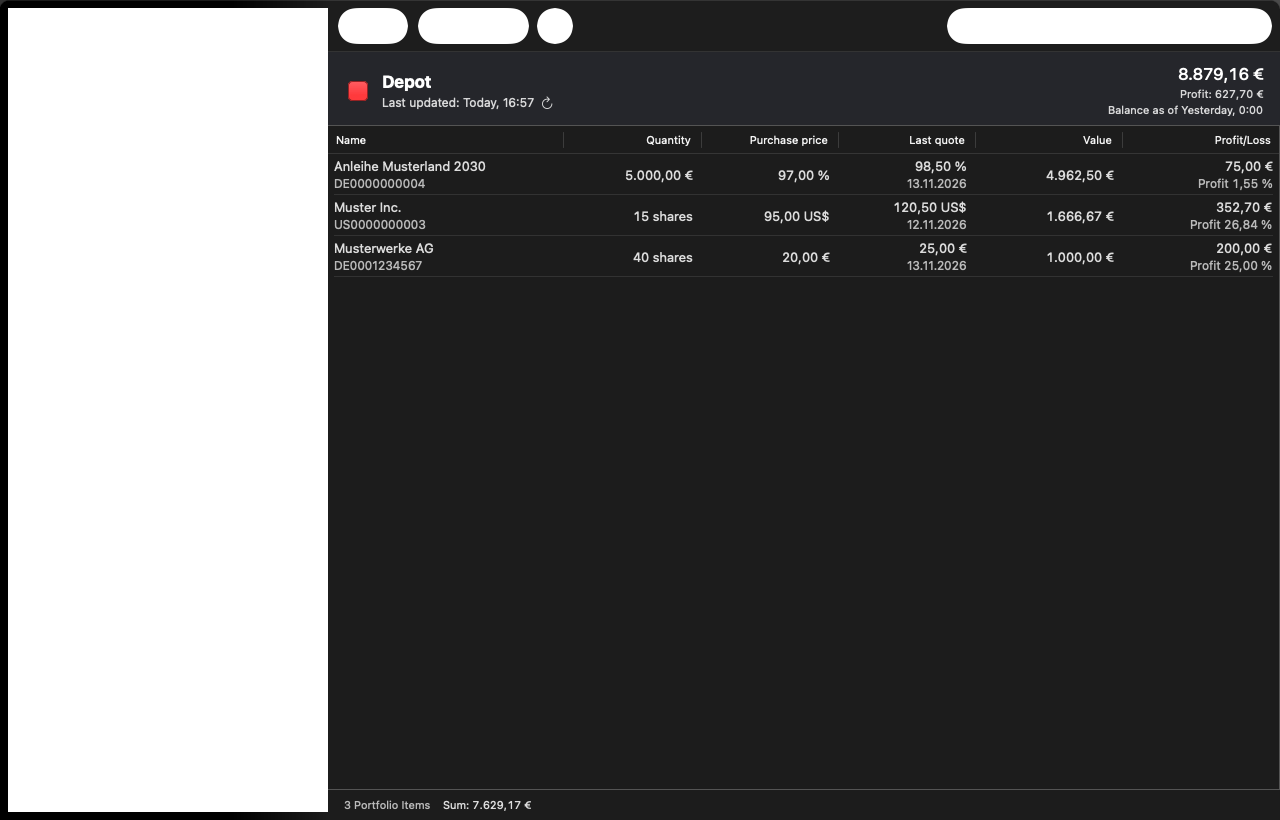 Depot
Last updated: Today, 16:57
8.879,16 €
Profit: 627,70 €
Balance as of Yesterday, 0:00
Name Quantity Purchase price Last quote Value Profit/Loss
Anleihe Musterland 2030 5.000,00 € 97,00 % 98,50 % 4.962,50 € 75,00 €
DE0000000004 13.11.2026 Profit 1,55 %
Muster Inc. 15 shares 95,00 US$ 120,50 US$ 1.666,67 € 352,70 €
US0000000003 12.11.2026 Profit 26,84 %
Musterwerke AG 40 shares 20,00 € 25,00 € 1.000,00 € 200,00 €
DE0001234567 13.11.2026 Profit 25,00 %
3 Portfolio Items Sum: 7.629,17 €